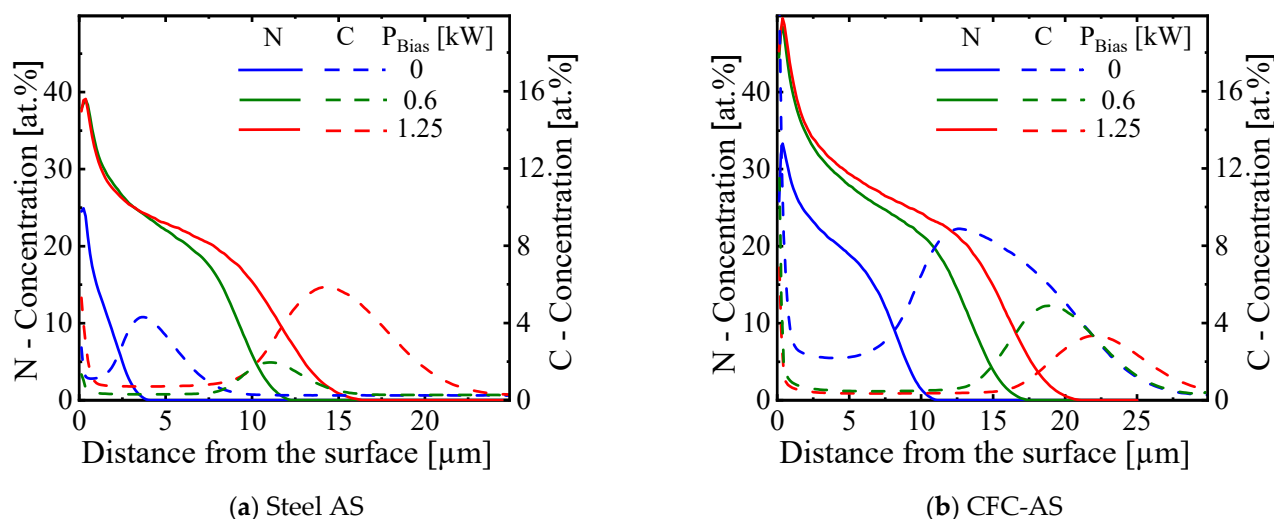 N C P_Bias [kW]
0
0.6
1.25
N - Concentration [at.%]
0
10
20
30
40
C - Concentration [at.%]
0
4
8
12
16
0 5 10 15 20
Distance from the surface [µm]
(a) Steel AS
N C P_Bias [kW]
0
0.6
1.25
N - Concentration [at.%]
0
10
20
30
40
C - Concentration [at.%]
0
4
8
12
16
0 5 10 15 20 25
Distance from the surface [µm]
(b) CFC-AS